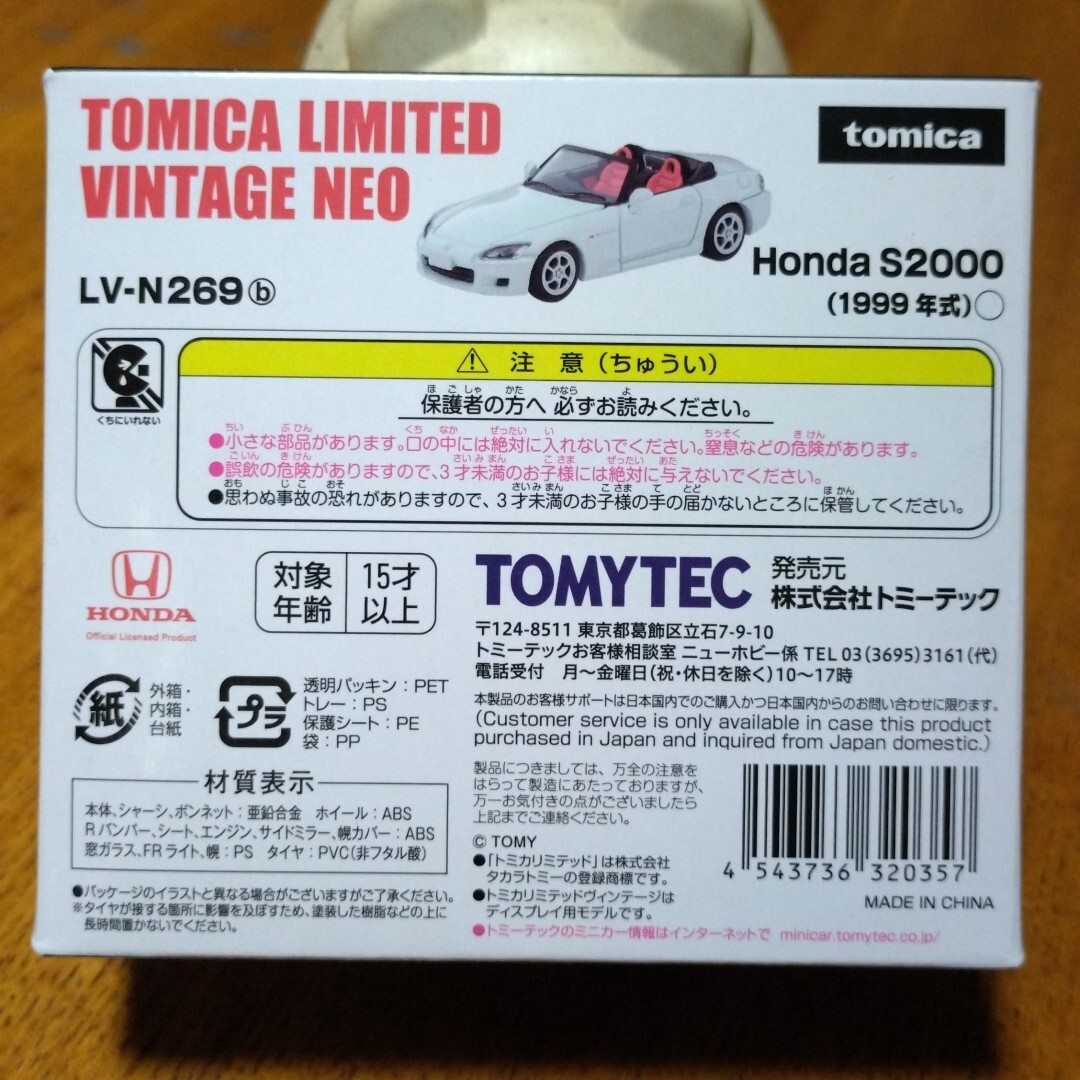 TOMICA LIMITED
VINTAGE NEO
tomica
LV-N269ⓑ
Honda S2000
(1999年式)○
くちにいれない
⚠ 注 意（ちゅうい）
保護者の方へ 必ずお読みください。
●小さな部品があります。口の中には絶対に入れないでください。窒息などの危険があります。
●誤飲の危険がありますので、3才未満のお子様には絶対に与えないでください。
●思わぬ事故の恐れがありますので、3才未満のお子様の手の届かないところに保管してください。
HONDA
Official Licensed Product
対象年齢
15才以上
TOMYTEC
発売元
株式会社トミーテック
〒124-8511 東京都葛飾区立石7-9-10
トミーテックお客様相談室 ニューホビー係 TEL 03(3695)3161(代)
電話受付 月～金曜日(祝・休日を除く)10～17時
紙
外箱・
内箱・
台紙
プラ
透明パッキン：PET
トレー：PS
保護シート：PE
袋：PP
本製品のお客様サポートは日本国内でのご購入かつ日本国内からのお問い合わせに限ります。
(Customer service is only available in case this product
purchased in Japan and inquired from Japan domestic.)
材質表示
本体、シャーシ、ボンネット：亜鉛合金 ホイール：ABS
Rバンパー、シート、エンジン、サイドミラー、幌カバー：ABS
窓ガラス、FRライト、幌：PS タイヤ：PVC(非フタル酸)
●パッケージのイラストと異なる場合がございますがご了承ください。
※タイヤが接する箇所に影響を及ぼすため、塗装した樹脂などの上に
長時間置かないでください。
製品につきましては、万全の注意を
はらって製造にあたっておりますが、
万一お気付きの点がございましたら
上記までご連絡ください。
© TOMY
●「トミカリミテッド」は株式会社
タカラトミーの登録商標です。
●トミカリミテッドヴィンテージは
ディスプレイ用モデルです。
●トミーテックのミニカー情報はインターネットで minicar.tomytec.co.jp/
4 543736 320357
MADE IN CHINA